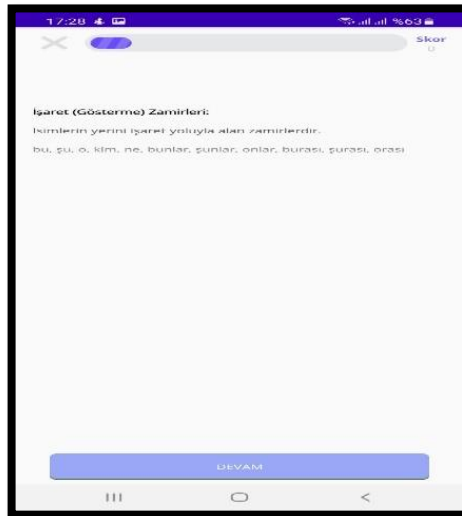 17:28 %63
Skor
0
İşaret (Gösterme) Zamirleri:
İsimlerin yerini işaret yoluyla alan zamirlerdir.
bu, şu, o, kim, ne, bunlar, şunlar, onlar, burası, şurası, orası
DEVAM